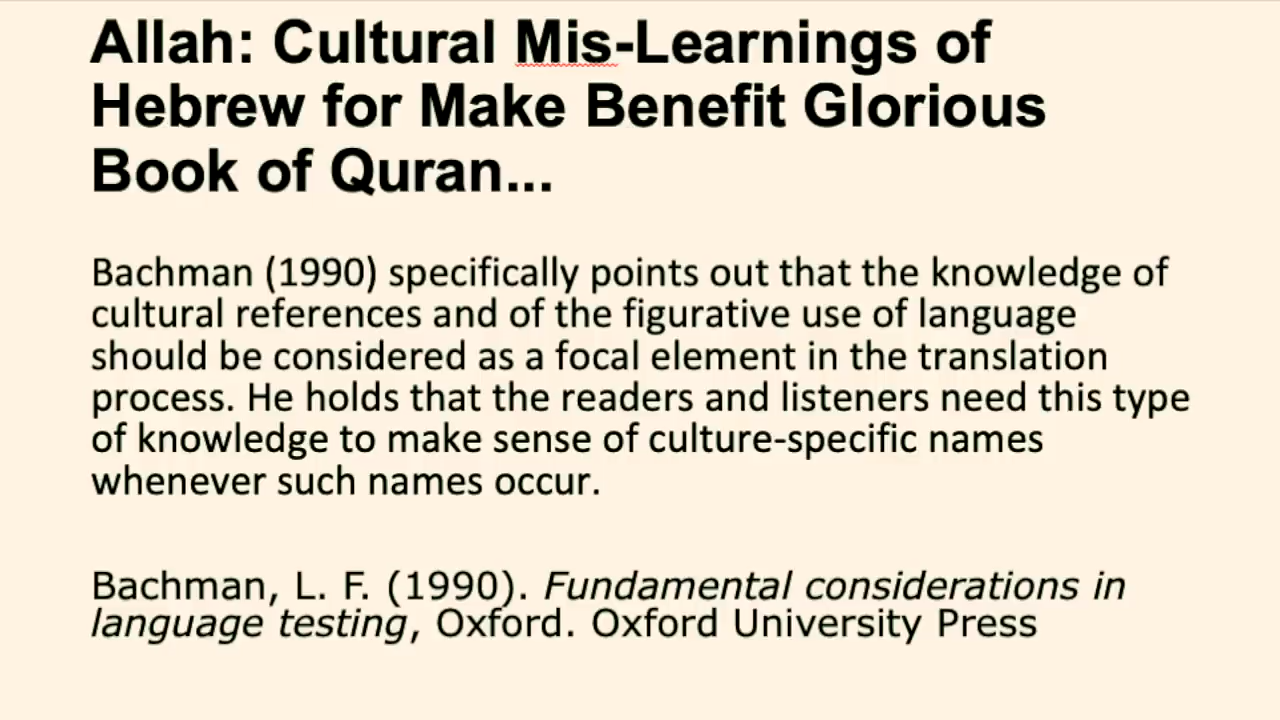 Allah: Cultural Mis-Learnings of
Hebrew for Make Benefit Glorious
Book of Quran...
Bachman (1990) specifically points out that the knowledge of
cultural references and of the figurative use of language
should be considered as a focal element in the translation
process. He holds that the readers and listeners need this type
of knowledge to make sense of culture-specific names
whenever such names occur.
Bachman, L. F. (1990). Fundamental considerations in
language testing, Oxford. Oxford University Press